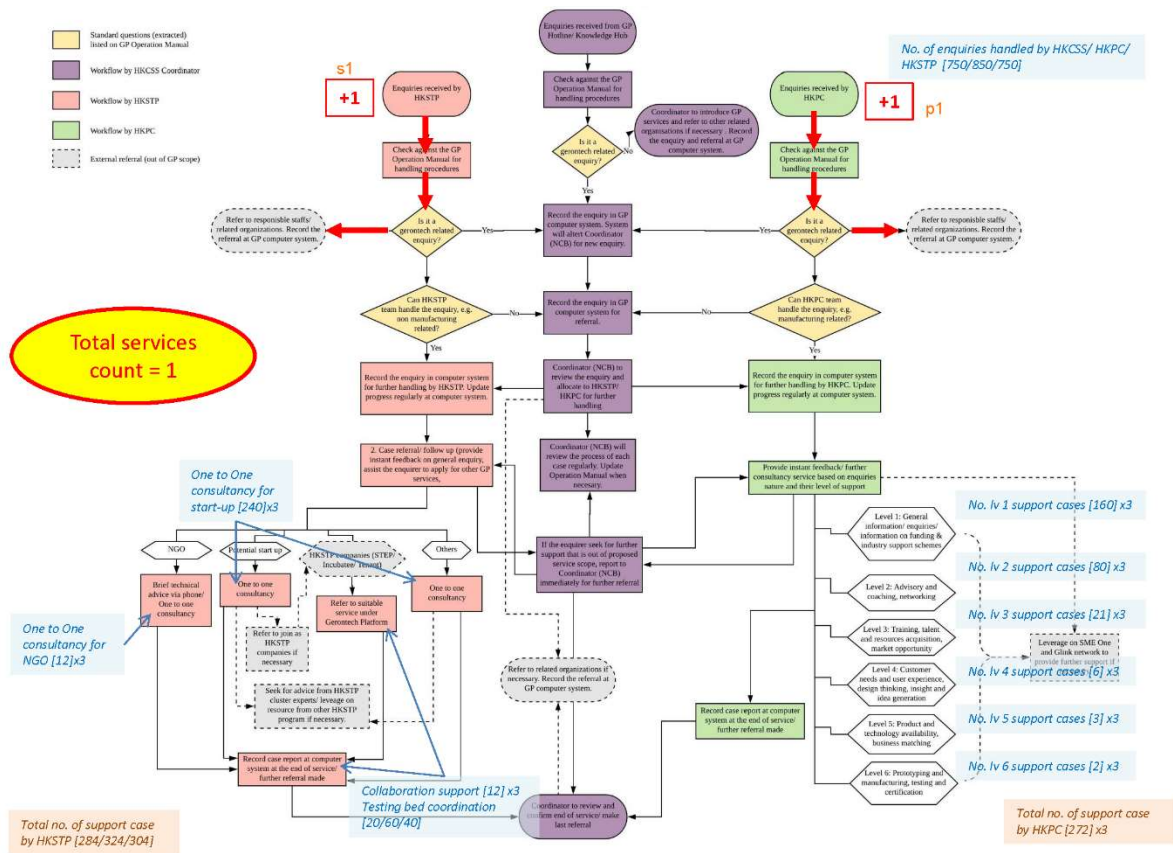 Standard questions (extracted)
listed on GP Operation Manual
Workflow by HKCSS Coordinator
Workflow by HKSTP
Workflow by HKPC
External referral (out of GP scope)
Enquiries received from GP
Hotline/ Knowledge Hub
No. of enquiries handled by HKCSS/ HKPC/
HKSTP [750/850/750]
s1
+1
Enquiries received by
HKSTP
Check against the GP
Operation Manual for
handling procedures
Coordinator to introduce GP
services and refer to other related
organisations if necessary . Record
the enquiry and referral at GP
computer system.
Enquiries received by
HKPC
+1
p1
Check against the GP
Operation Manual for
handling procedures
Is it a
gerontech related
enquiry?
No
Check against the GP
Operation Manual for
handling procedures
Yes
Refer to responisble staffs/
related organizations. Record the
referral at GP computer system.
Is it a
gerontech related
enquiry?
Yes
Record the enquiry in GP
computer system. System
will altert Coordinator
(NCB) for new enquiry.
Yes
Is it a
gerontech related
enquiry?
Refer to responisble staffs/
related organizations. Record the
referral at GP computer system.
Can HKSTP
team handle the enquiry, e.g.
non manufacturing
related?
No
Record the enquiry in GP
computer system for
referral.
No
Can HKPC team
handle the enquiry, e.g.
manufacturing related?
Total services
count = 1
Yes
Yes
Record the enquiry in computer system
for further handling by HKSTP. Update
progress regularly at computer system.
Coordinator (NCB) to
review the enquiry and
allocate to HKSTP/
HKPC for further
handling
Record the enquiry in computer system
for further handling by HKPC. Update
progress regularly at computer system.
2. Case referral/ follow up (provide
instant feedback on general enquiry,
assist the enquirer to apply for other GP
services,
Coordinator (NCB) will
review the process of each
case regularly. Update
Operation Manual when
necesary.
Provide instant feedback/ further
consultancy service based on enquiries
nature and their level of support
One to One
consultancy for
start-up [240]x3
NGO
Potential start up
HKSTP companies (STEP/
Incubatee/ Tenant)
Others
If the enquirer seek for further
support that is out of proposed
service scope, report to
Coordinator (NCB)
immediately for further referral
Level 1: General
information/ enquiries/
information on funding &
industry support schemes
No. lv 1 support cases [160] x3
Brief technical
advice via phone/
One to one
consultancy
One to one
consultancy
Refer to suitable
service under
Gerontech Platform
One to one
consultancy
Level 2: Advisory and
coaching, networking
No. lv 2 support cases [80] x3
One to One
consultancy for
NGO [12]x3
Refer to join as
HKSTP
companies if
necessary
Level 3: Training, talent
and resources acquisition,
market opportunity
No. lv 3 support cases [21] x3
Leverage on SME One
and Glink network to
provide further support if
Refer to related organizations if
necessary. Record the referral at
GP computer system.
Level 4: Customer
needs and user experience,
design thinking, insight and
idea generation
No. lv 4 support cases [6] x3
Seek for advice from HKSTP
cluster experts/ leverage on
resource from other HKSTP
program if necessary.
Record case report at computer
system at the end of service/
further referral made
Level 5: Product and
technology availability,
business matching
No. lv 5 support cases [3] x3
Record case report at computer
system at the end of service/
further referral made
Level 6: Prototyping and
manufacturing, testing and
certification
No. lv 6 support cases [2] x3
Collaboration support [12] x3
Testing bed coordination
[20/60/40]
Coordinator to review and
confirm end of service/ make
last referral
Total no. of support case
by HKSTP [284/324/304]
Total no. of support case
by HKPC [272] x3